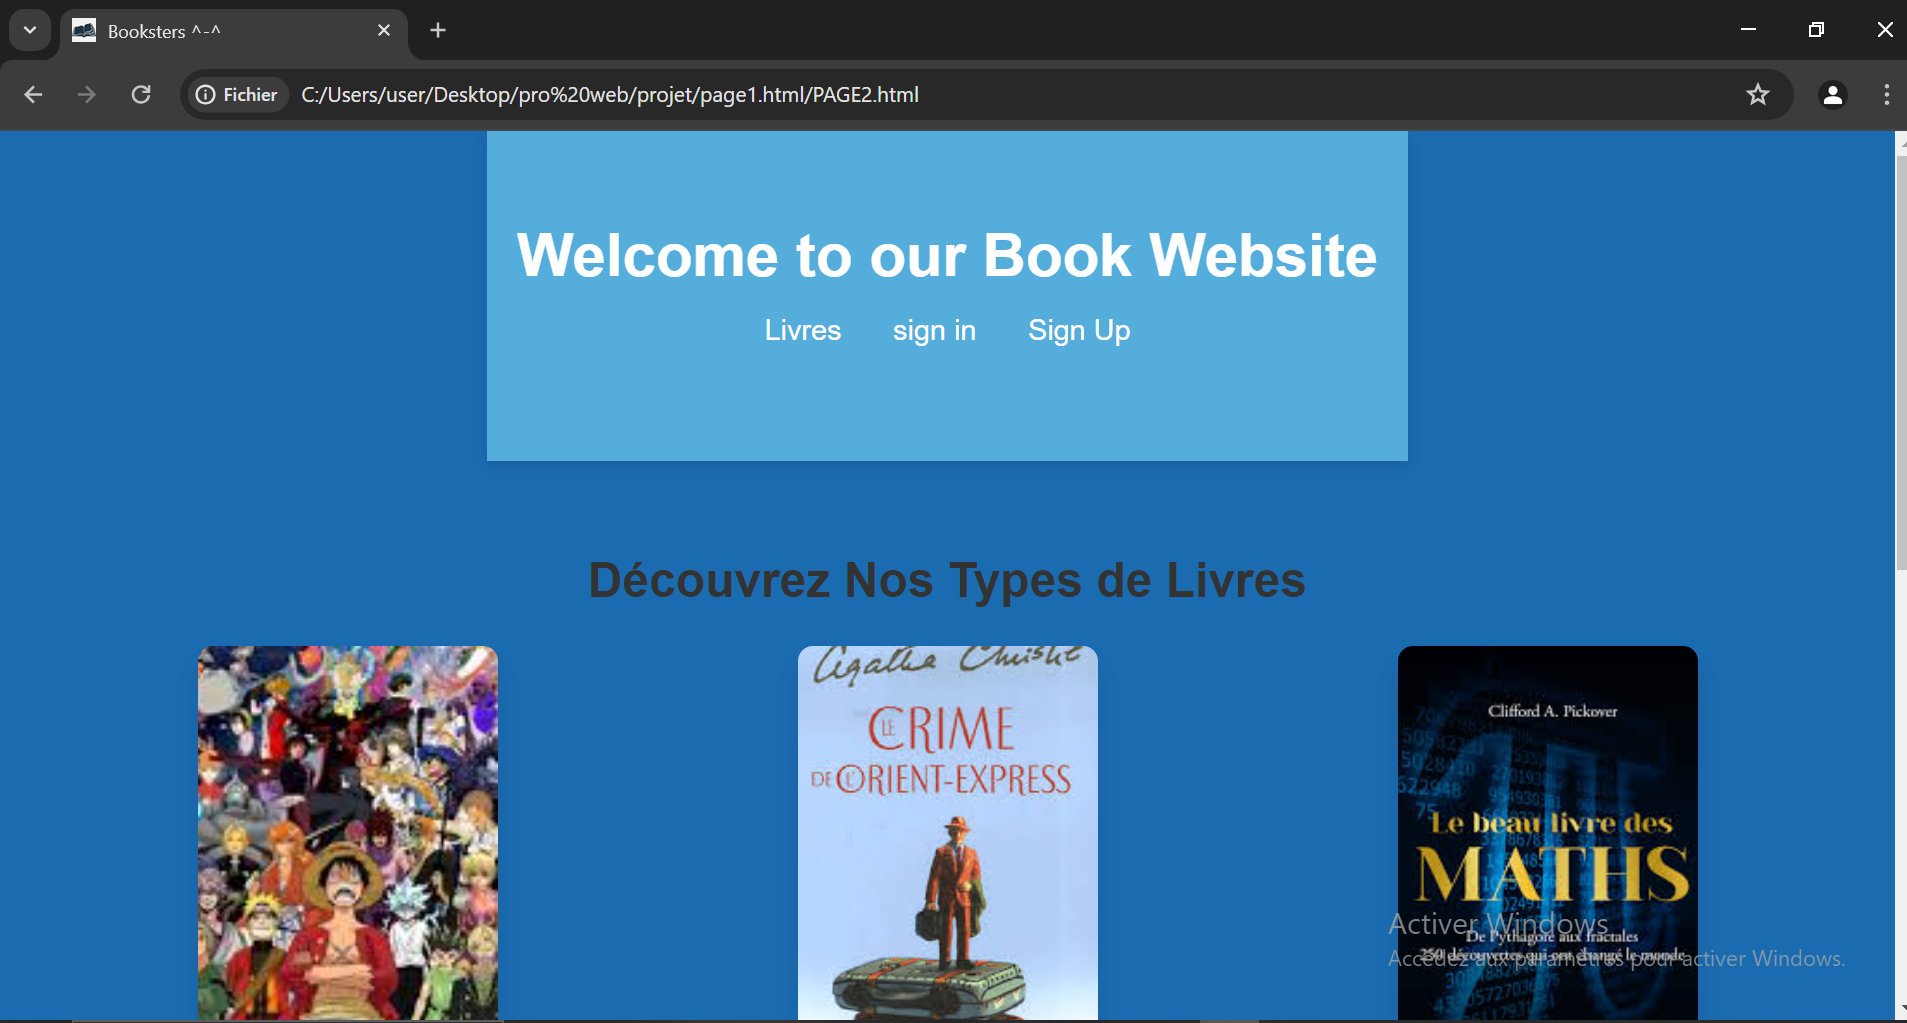 Booksters ^-^
Fichier C:/Users/user/Desktop/pro%20web/projet/page1.html/PAGE2.html
Welcome to our Book Website
Livres sign in Sign Up
Découvrez Nos Types de Livres
Agatha Christie
LE CRIME
DE L'ORIENT-EXPRESS
Clifford A. Pickover
Le beau livre des
MATHS
De Pythagore aux fractales
250 découvertes qui ont changé le monde
Activer Windows
Accédez aux paramètres pour activer Windows.